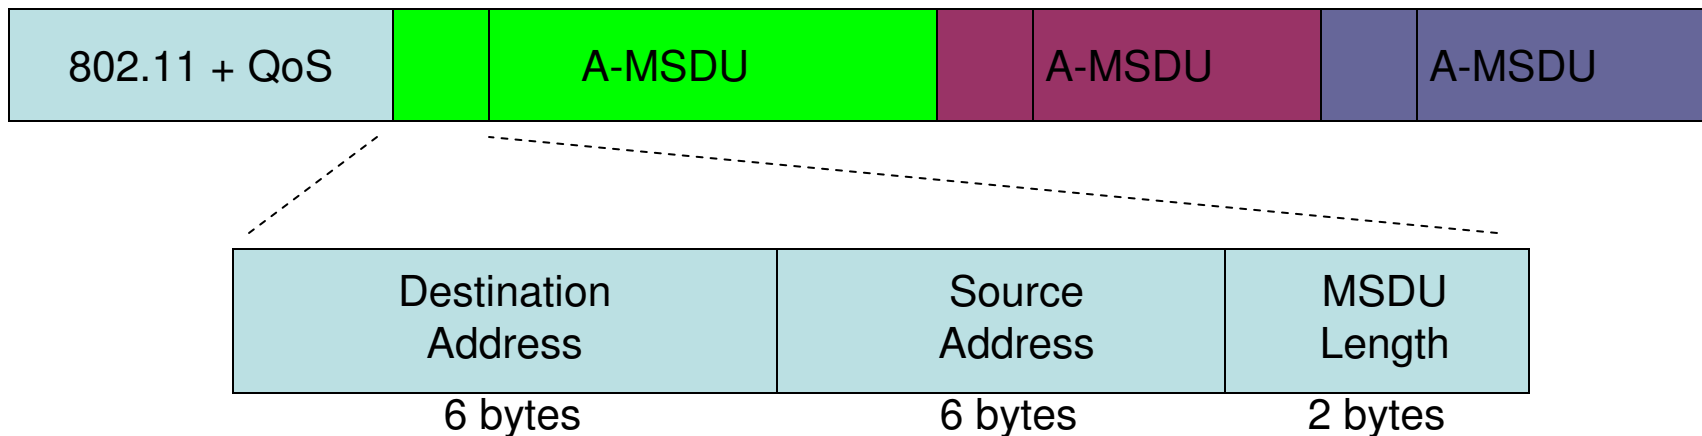 802.11 + QoS A-MSDU A-MSDU A-MSDU
Destination Address
Source Address
MSDU Length
6 bytes 6 bytes 2 bytes